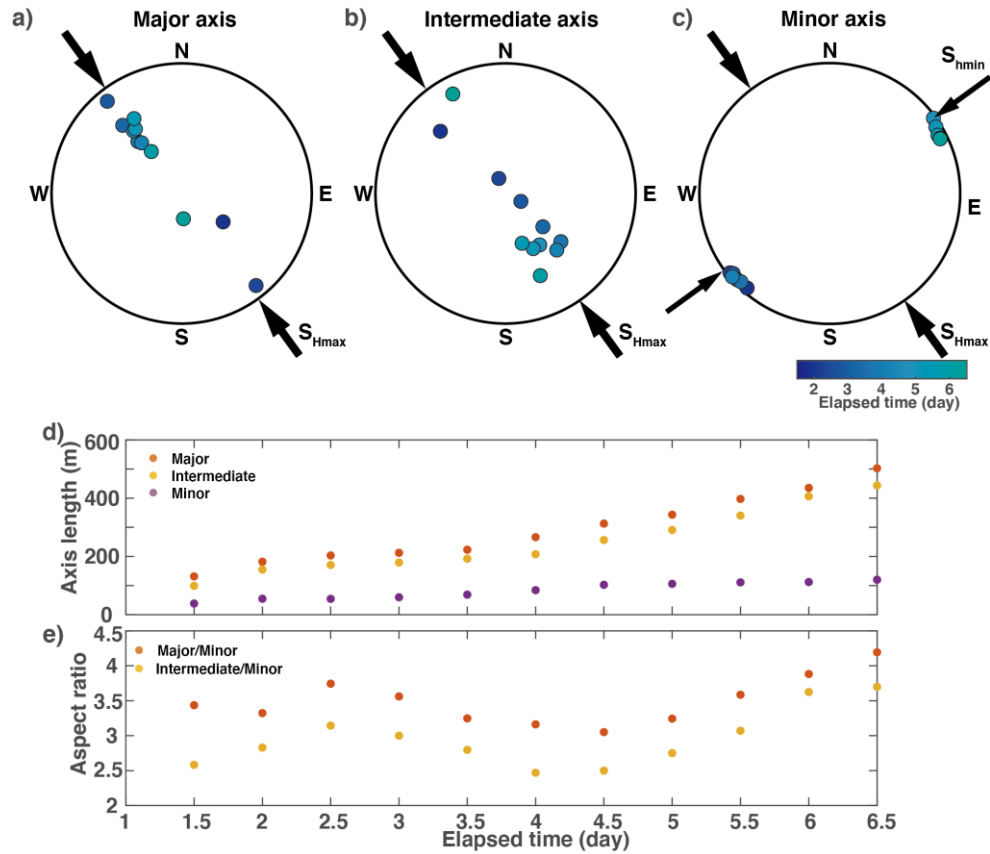 a) Major axis
b) Intermediate axis
c) Minor axis
N
N
N
S hmin
W
E
W
E
W
E
S
S Hmax
S
S Hmax
S
S Hmax
2 3 4 5 6
Elapsed time (day)
d)
600
400
200
0
Axis length (m)
Major
Intermediate
Minor
e)
4.5
4
3.5
3
2.5
2
Aspect ratio
Major/Minor
Intermediate/Minor
1 1.5 2 2.5 3 3.5 4 4.5 5 5.5 6 6.5
Elapsed time (day)